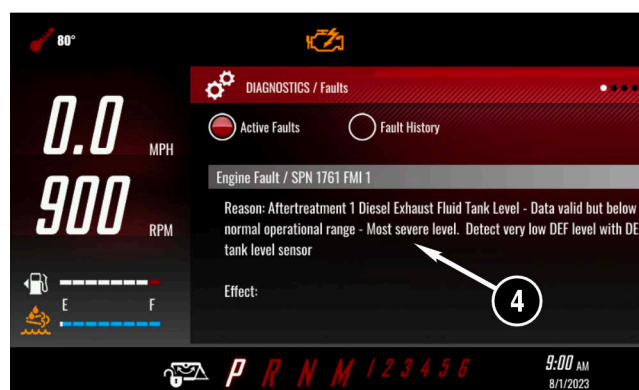 80°
DIAGNOSTICS / Faults
Active Faults
Fault History
0.0 MPH
900 RPM
Engine Fault / SPN 1761 FMI 1
Reason: Aftertreatment 1 Diesel Exhaust Fluid Tank Level - Data valid but below
normal operational range - Most severe level. Detect very low DEF level with DE
tank level sensor
Effect:
4
E F
P R N M 1 2 3 4 5 6
9:00 AM
8/1/2023